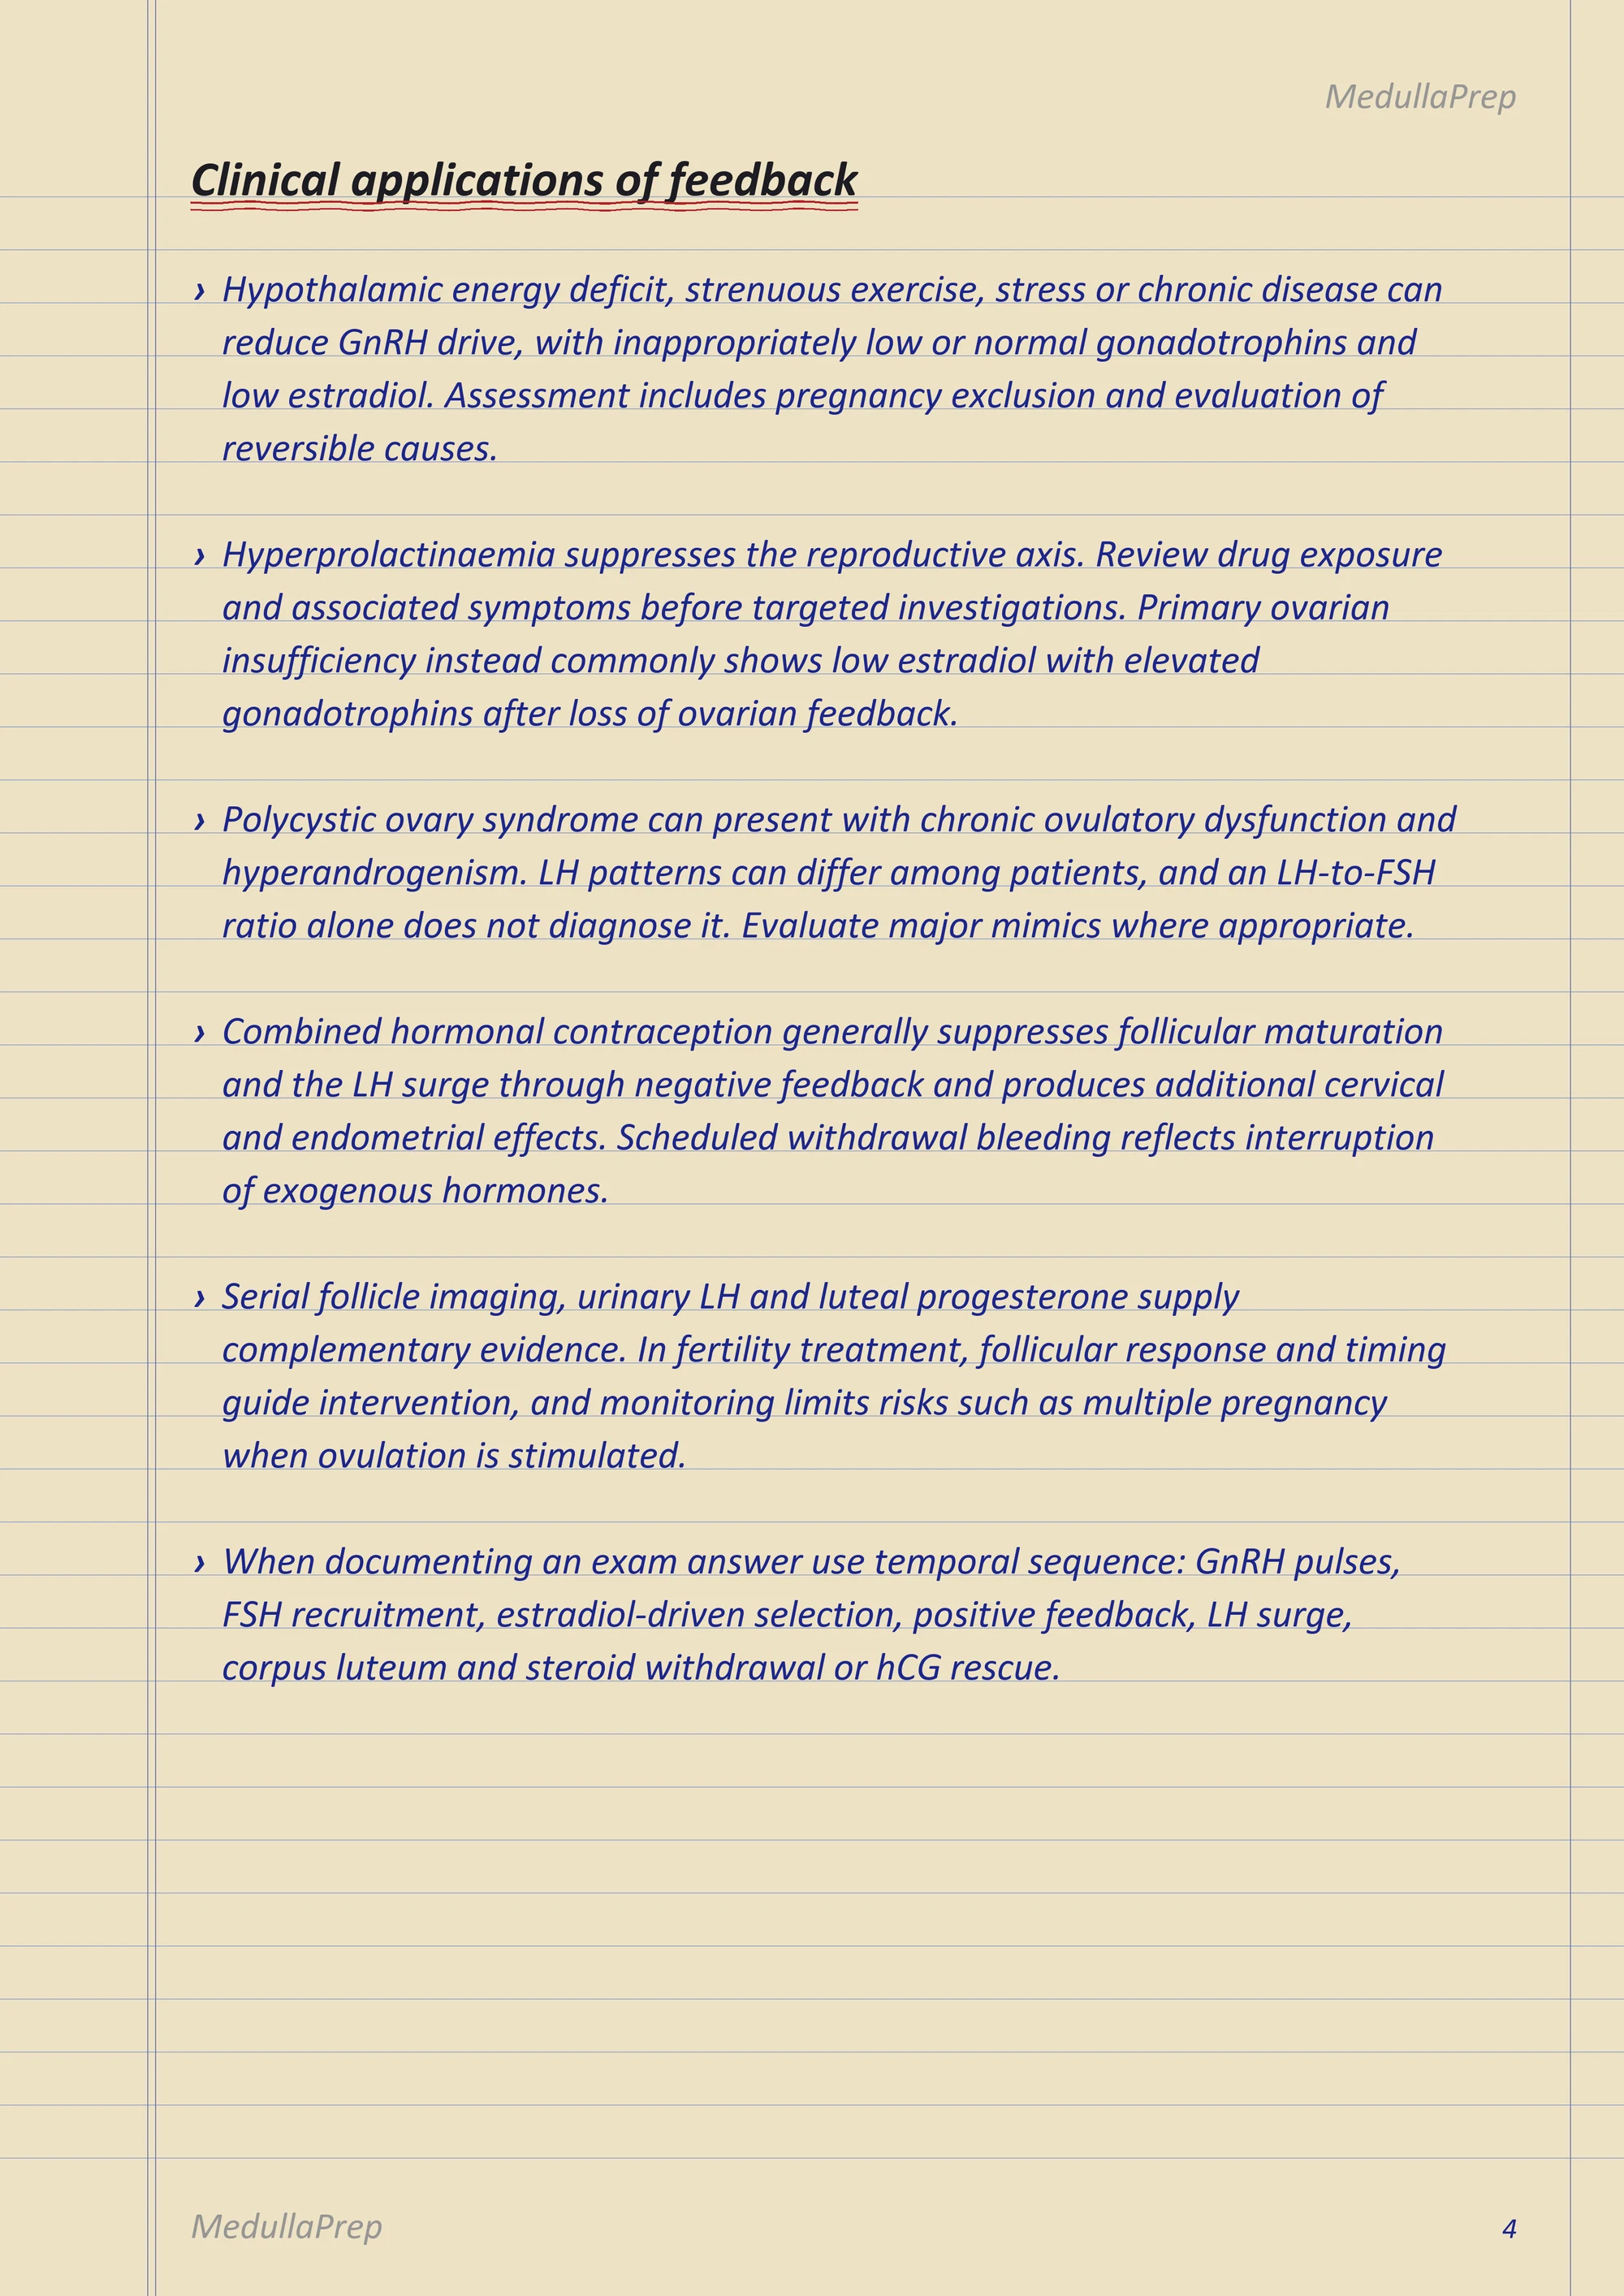 MedullaPrep
Clinical applications of feedback
› Hypothalamic energy deficit, strenuous exercise, stress or chronic disease can
reduce GnRH drive, with inappropriately low or normal gonadotrophins and
low estradiol. Assessment includes pregnancy exclusion and evaluation of
reversible causes.
› Hyperprolactinaemia suppresses the reproductive axis. Review drug exposure
and associated symptoms before targeted investigations. Primary ovarian
insufficiency instead commonly shows low estradiol with elevated
gonadotrophins after loss of ovarian feedback.
› Polycystic ovary syndrome can present with chronic ovulatory dysfunction and
hyperandrogenism. LH patterns can differ among patients, and an LH-to-FSH
ratio alone does not diagnose it. Evaluate major mimics where appropriate.
› Combined hormonal contraception generally suppresses follicular maturation
and the LH surge through negative feedback and produces additional cervical
and endometrial effects. Scheduled withdrawal bleeding reflects interruption
of exogenous hormones.
› Serial follicle imaging, urinary LH and luteal progesterone supply
complementary evidence. In fertility treatment, follicular response and timing
guide intervention, and monitoring limits risks such as multiple pregnancy
when ovulation is stimulated.
› When documenting an exam answer use temporal sequence: GnRH pulses,
FSH recruitment, estradiol-driven selection, positive feedback, LH surge,
corpus luteum and steroid withdrawal or hCG rescue.
MedullaPrep
4